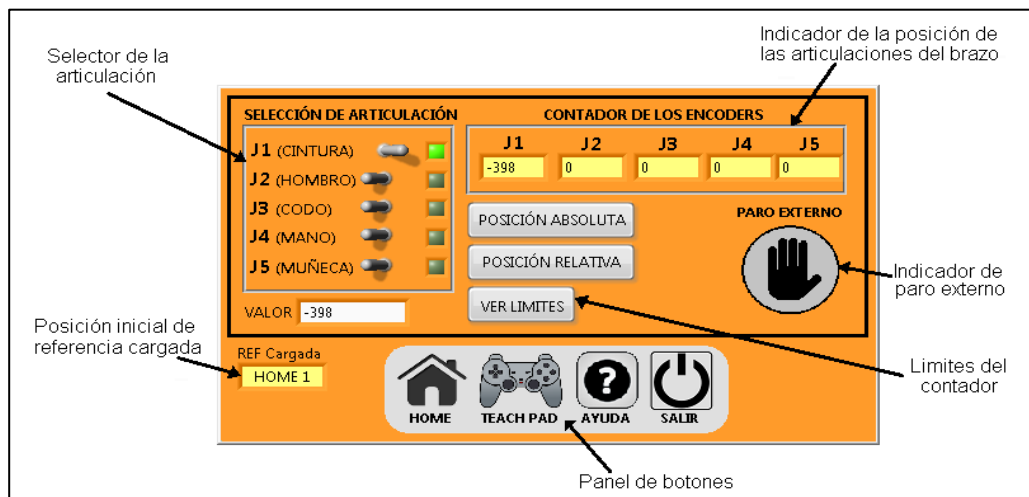 Indicador de la posición de
las articulaciones del brazo
Selector de la
articulación
SELECCIÓN DE ARTICULACIÓN
CONTADOR DE LOS ENCODERS
J1 (CINTURA)
J2 (HOMBRO)
J3 (CODO)
J4 (MANO)
J5 (MUÑECA)
J1 J2 J3 J4 J5
-398 0 0 0 0
POSICIÓN ABSOLUTA
POSICIÓN RELATIVA
VER LIMITES
PARO EXTERNO
Indicador de
paro externo
VALOR -398
Posición inicial de
referencia cargada
REF Cargada
HOME 1
Limites del
contador
HOME TEACH PAD AYUDA SALIR
Panel de botones